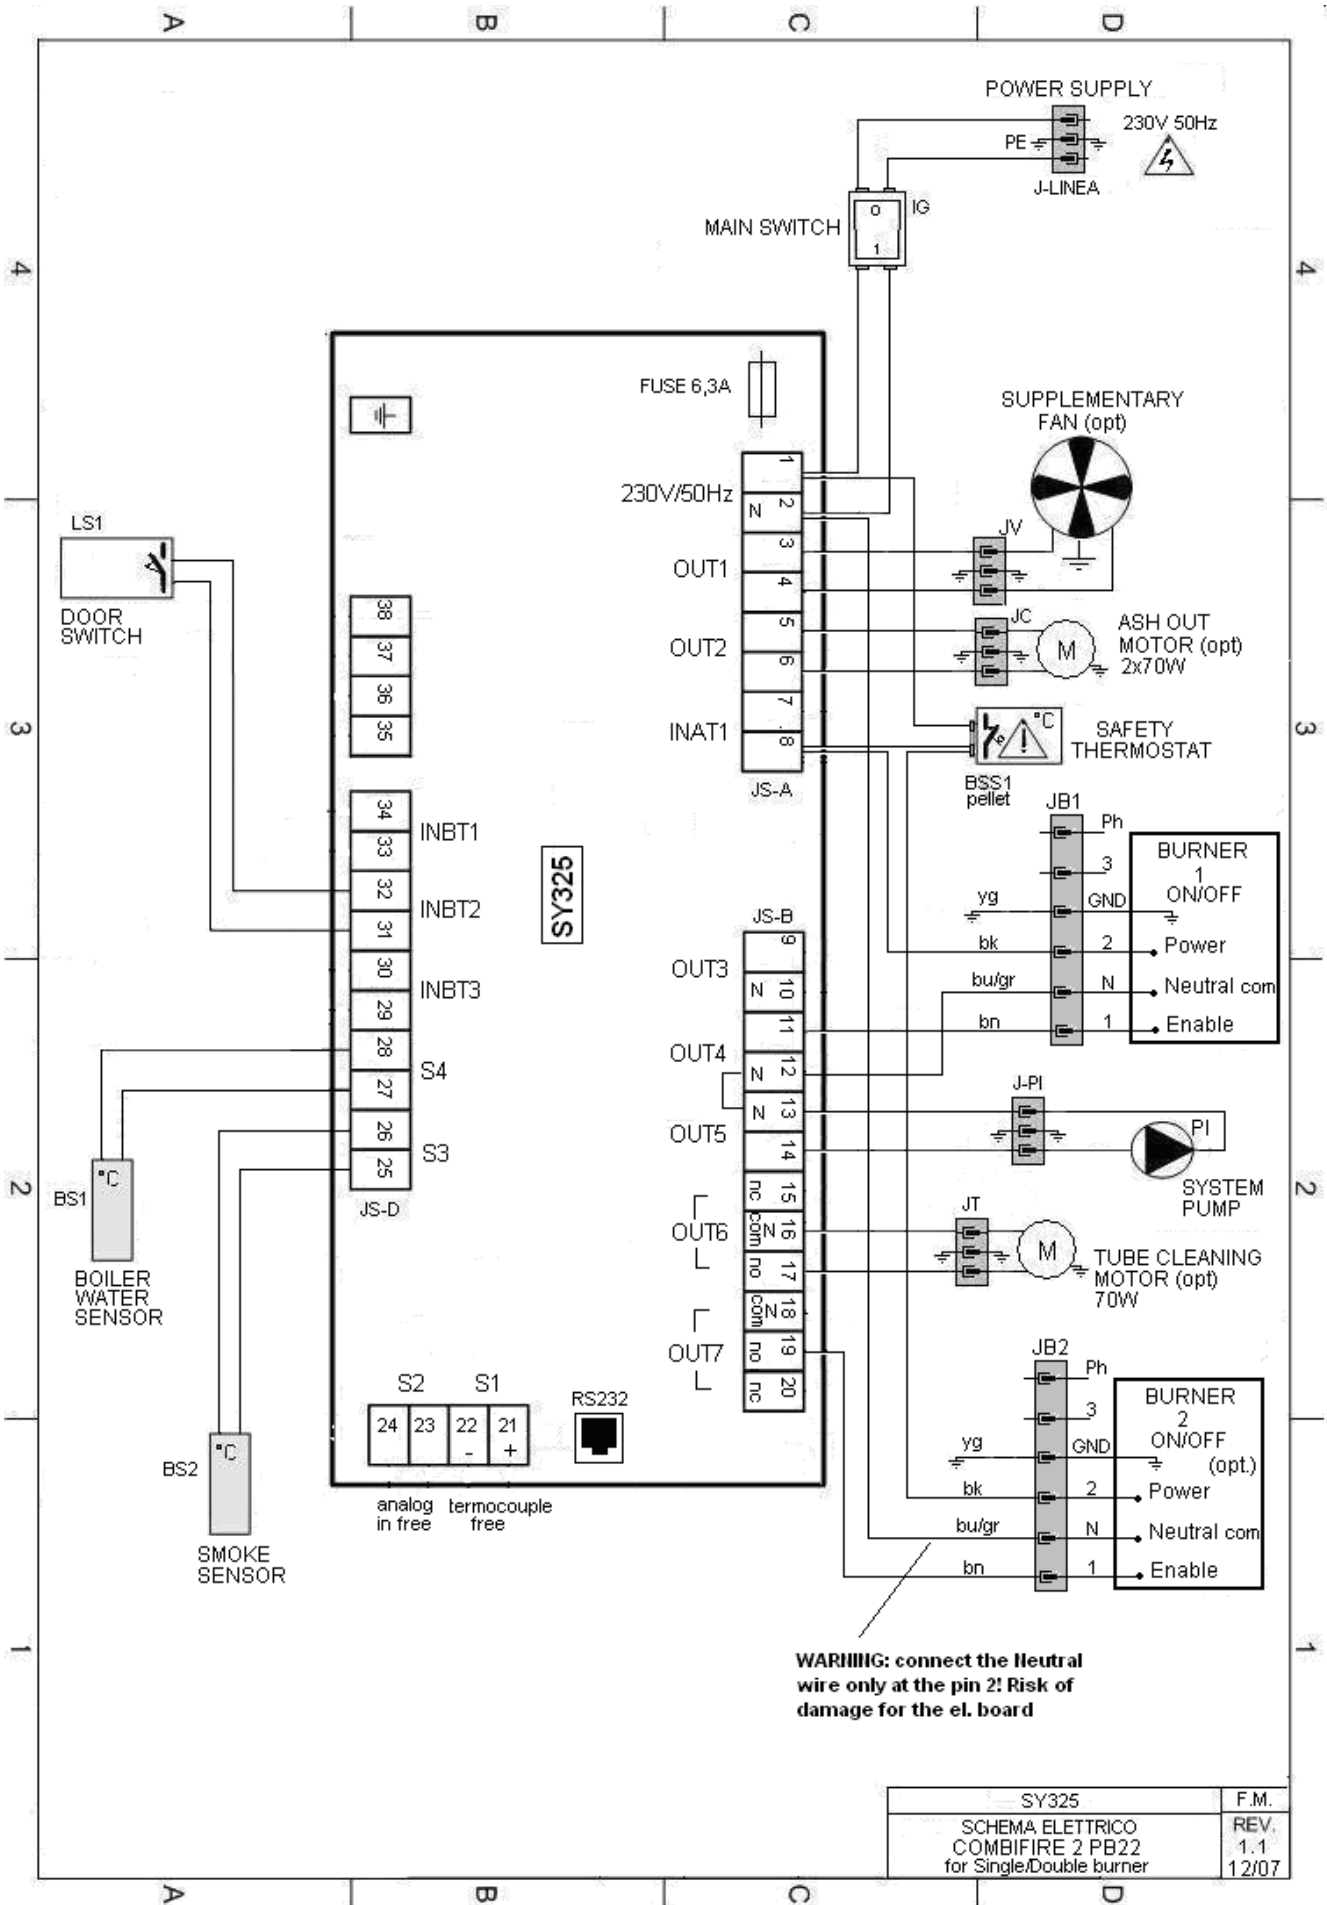 A
B
C
D
POWER SUPPLY
230V 50Hz
PE
J-LINEA
MAIN SWITCH
0
1
IG
4
4
FUSE 6,3A
SUPPLEMENTARY
FAN (opt)
230V/50Hz
1
N 2
3
4
5
6
7
8
OUT1
OUT2
INAT1
JS-A
JV
JC
ASH OUT
MOTOR (opt)
2x70W
M
LS1
DOOR
SWITCH
38
37
36
35
3
3
°C
SAFETY
THERMOSTAT
BSS1
pellet
34
33
32
31
30
29
28
27
26
25
INBT1
INBT2
INBT3
S4
S3
JS-D
SY325
JB1
Ph
3
yg
GND
bk
2
bu/gr
N
bn
1
BURNER
1
ON/OFF
Power
Neutral com
Enable
JS-B
9
N 10
11
N 12
N 13
14
nc 15
com N 16
no 17
com N 18
no 19
nc 20
OUT3
OUT4
OUT5
OUT6
OUT7
J-PI
PI
SYSTEM
PUMP
2
2
BS1
°C
BOILER
WATER
SENSOR
JT
M
TUBE CLEANING
MOTOR (opt)
70W
S2
S1
24
23
22
-
21
+
RS232
analog
in free
termocouple
free
BS2
°C
SMOKE
SENSOR
JB2
Ph
3
yg
GND
bk
2
bu/gr
N
bn
1
BURNER
2
ON/OFF
(opt.)
Power
Neutral com
Enable
1
1
WARNING: connect the Neutral
wire only at the pin 2! Risk of
damage for the el. board
SY325
F.M.
SCHEMA ELETTRICO
COMBIFIRE 2 PB22
for Single/Double burner
REV.
1.1
12/07
A
B
C
D